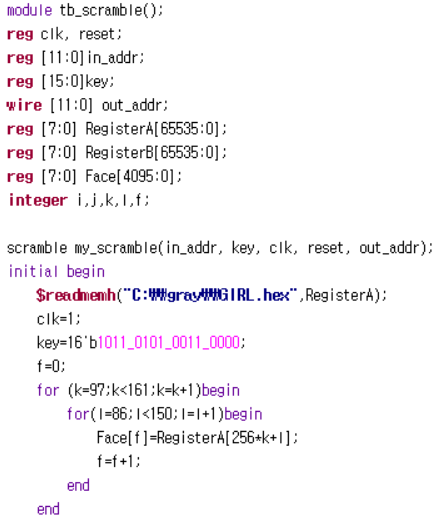 module tb_scramble();
reg clk, reset;
reg [11:0]in_addr;
reg [15:0]key;
wire [11:0] out_addr;
reg [7:0] RegisterA[65535:0];
reg [7:0] RegisterB[65535:0];
reg [7:0] Face[4095:0];
integer i,j,k,l,f;
scramble my_scramble(in_addr, key, clk, reset, out_addr);
initial begin
$readmemh("C:₩₩gray₩₩GIRL.hex",RegisterA);
clk=1;
key=16'b1011_0101_0011_0000;
f=0;
for (k=97;k<161;k=k+1)begin
for(l=86;l<150;l=l+1)begin
Face[f]=RegisterA[256*k+l];
f=f+1;
end
end